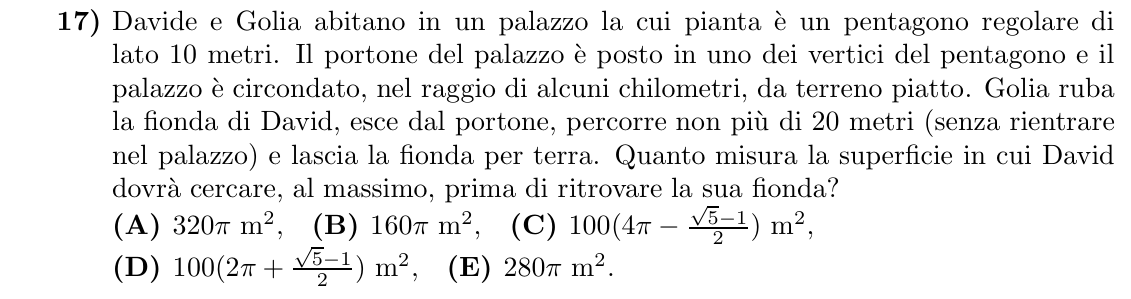 17) Davide e Golia abitano in un palazzo la cui pianta è un pentagono regolare di
lato 10 metri. Il portone del palazzo è posto in uno dei vertici del pentagono e il
palazzo è circondato, nel raggio di alcuni chilometri, da terreno piatto. Golia ruba
la fionda di David, esce dal portone, percorre non più di 20 metri (senza rientrare
nel palazzo) e lascia la fionda per terra. Quanto misura la superficie in cui David
dovrà cercare, al massimo, prima di ritrovare la sua fionda?
(A) 320π m², (B) 160π m², (C) 100(4π − (√5−1)/2) m²,
(D) 100(2π + (√5−1)/2) m², (E) 280π m².